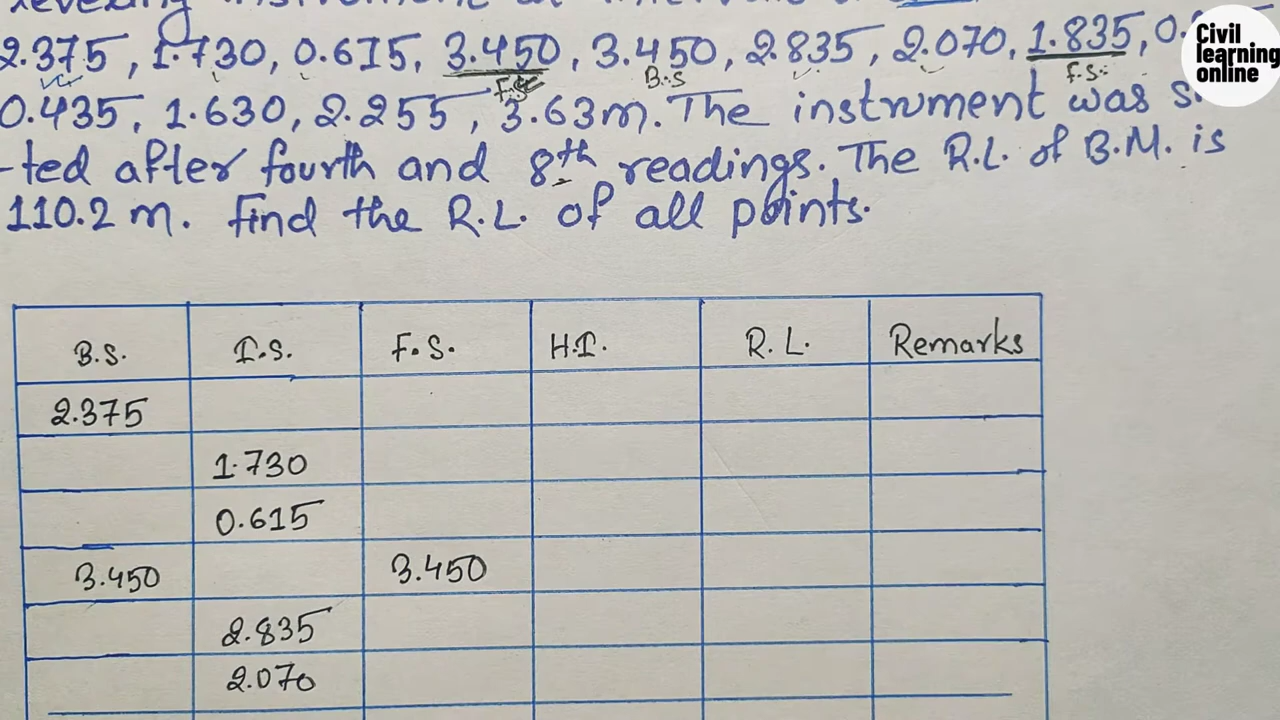 2.375, 1.730, 0.615, 3.450, 3.450, 2.835, 2.070, 1.835,
F.S. B.S F.S.
0.435, 1.630, 2.255, 3.63m. The instrument was
-ted after fourth and 8th readings. The R.L. of B.M. is
110.2 m. Find the R.L. of all points.
Civil
learning
online
B.S. I.S. F.S. H.I. R.L. Remarks
2.375
1.730
0.615
3.450 3.450
2.835
2.070